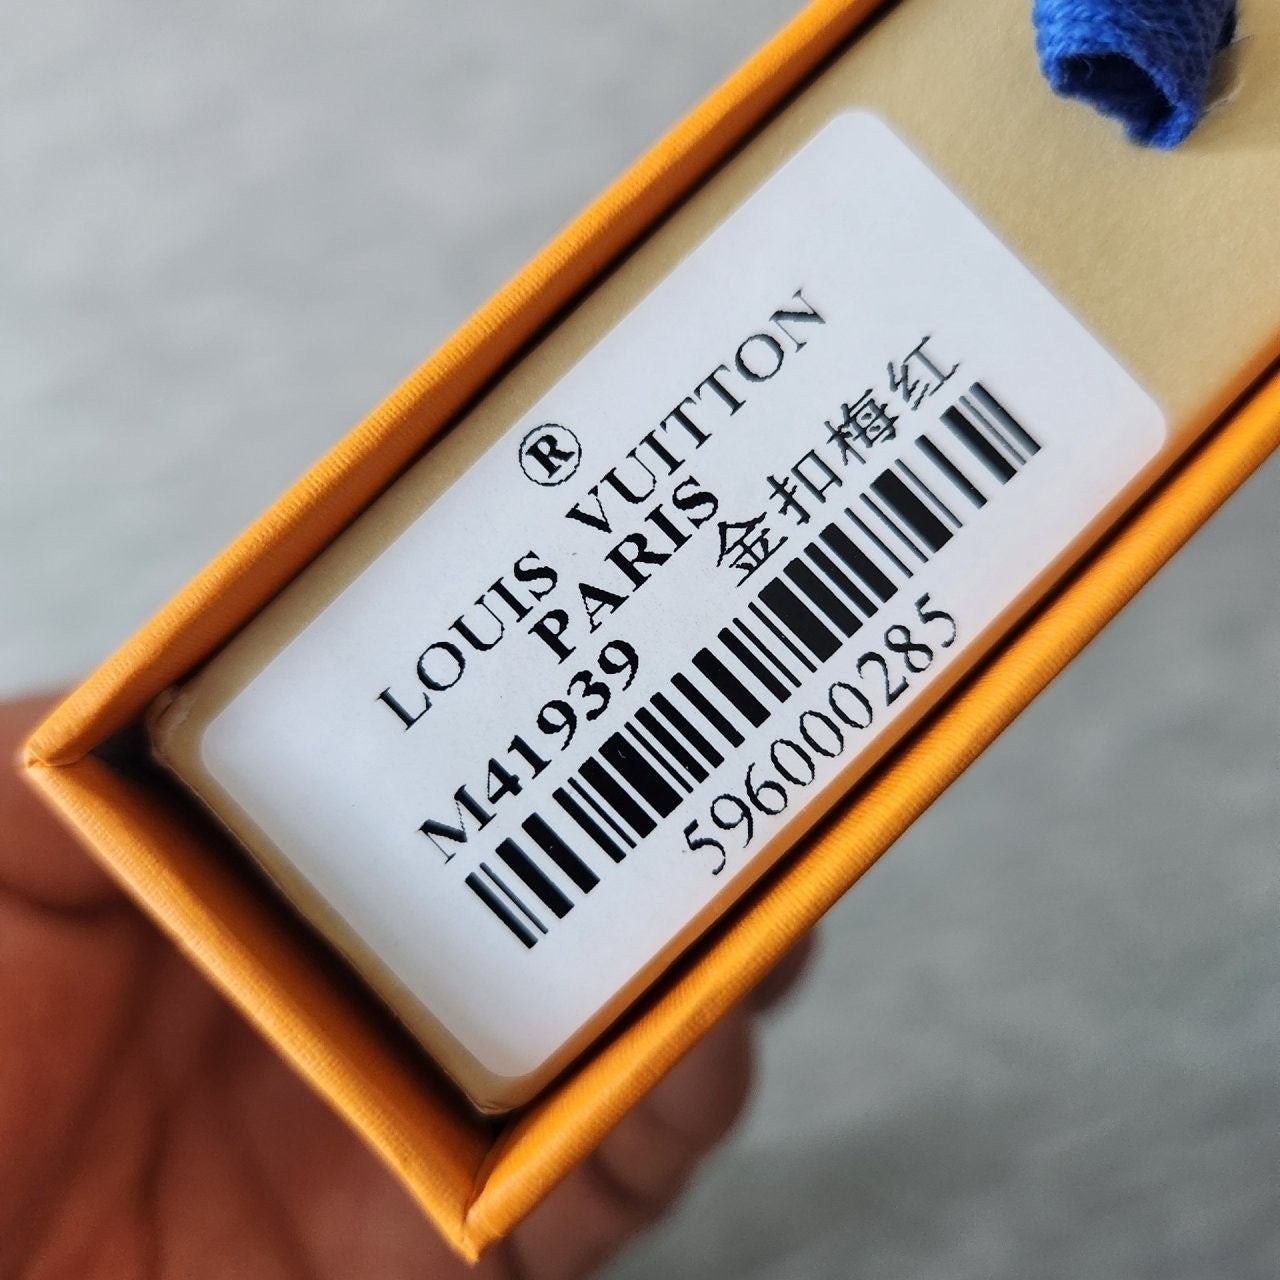 ®
LOUIS VUITTON
PARIS
M41939 金扣梅红
596000285